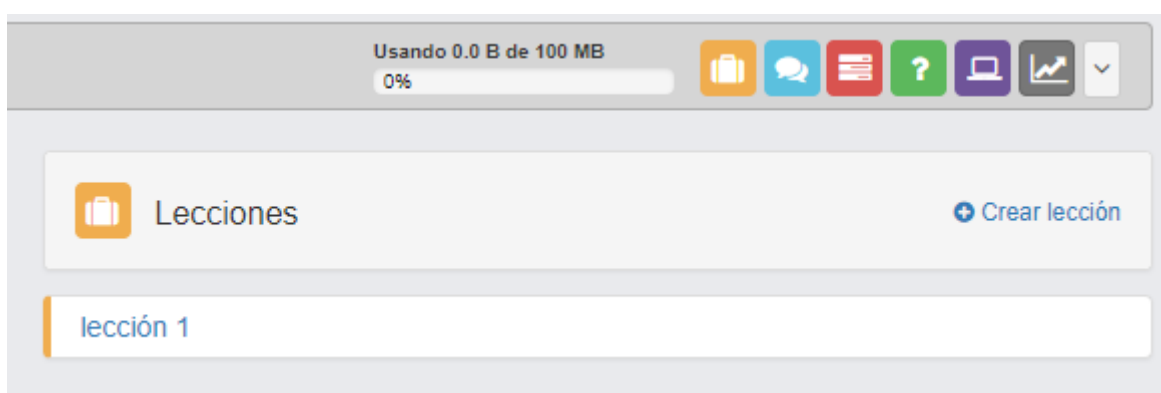 Usando 0.0 B de 100 MB
0%
Lecciones
Crear lección
lección 1